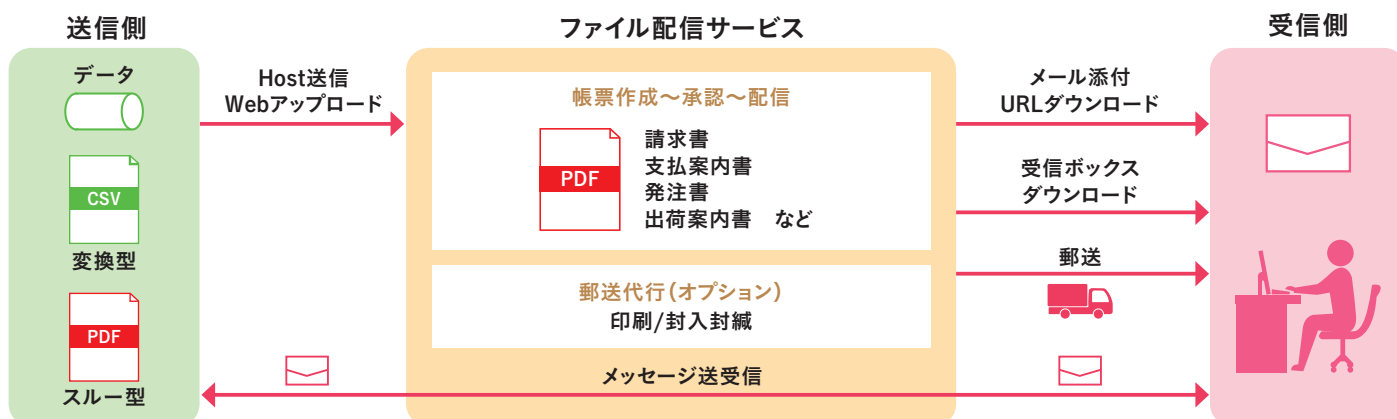 送信側
データ
CSV
変換型
PDF
スルー型
Host送信
Webアップロード
ファイル配信サービス
帳票作成～承認～配信
PDF
請求書
支払案内書
発注書
出荷案内書　など
郵送代行(オプション)
印刷/封入封緘
メッセージ送受信
メール添付
URLダウンロード
受信ボックス
ダウンロード
郵送
受信側